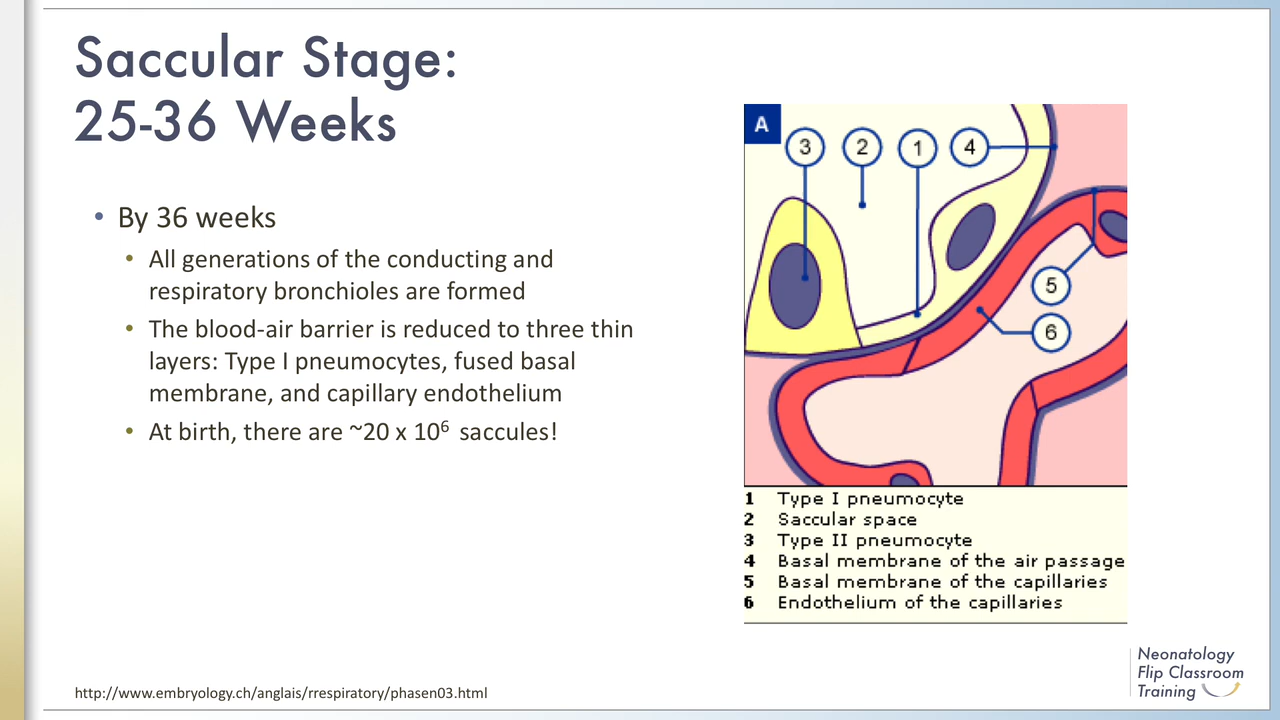 Saccular Stage:
25-36 Weeks
• By 36 weeks
• All generations of the conducting and
respiratory bronchioles are formed
• The blood-air barrier is reduced to three thin
layers: Type I pneumocytes, fused basal
membrane, and capillary endothelium
• At birth, there are ~20 x 10⁶ saccules!
A
3 2 1 4
5
6
1 Type I pneumocyte
2 Saccular space
3 Type II pneumocyte
4 Basal membrane of the air passage
5 Basal membrane of the capillaries
6 Endothelium of the capillaries
http://www.embryology.ch/anglais/rrespiratory/phasen03.html
Neonatology
Flip Classroom
Training